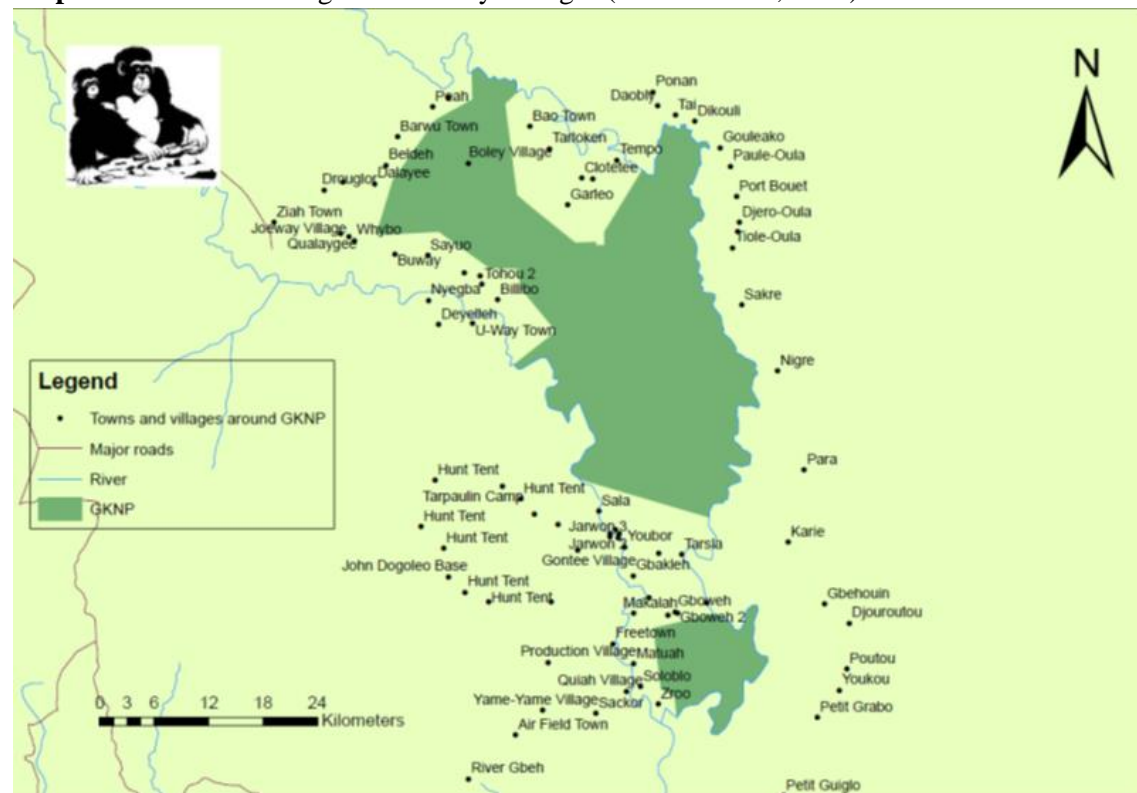 N
Ponan
Daobly
Poah
Tai
Dikouli
Bao Town
Barwu Town
Tartoken
Gouleako
Beldeh
Boley Village
Tempo
Paule-Oula
Clotetee
Drouglor
Dalayee
Garleo
Port Bouet
Ziah Town
Djero-Oula
Joeway Village
Whybo
Tiole-Oula
Qualaygee
Sayuo
Buway
Tohou 2
Nyegba
Billibo
Sakre
Deyelleh
U-Way Town
Nigre
Legend
Towns and villages around GKNP
Major roads
River
GKNP
Para
Hunt Tent
Tarpaulin Camp
Hunt Tent
Sala
Hunt Tent
Jarwon 3
Youbor
Karie
Hunt Tent
Jarwon 2
Tarsla
Gontee Village
Gbakleh
John Dogoleo Base
Hunt Tent
Hunt Tent
Makalah
Gboweh
Gbehouin
Gboweh 2
Djouroutou
Freetown
Production Village
Matuah
Poutou
Quiah Village
Soloblo
Youkou
Yame-Yame Village
Sackor
Zroo
Petit Grabo
0 3 6 12 18 24
Kilometers
Air Field Town
River Gbeh
Petit Guiglo